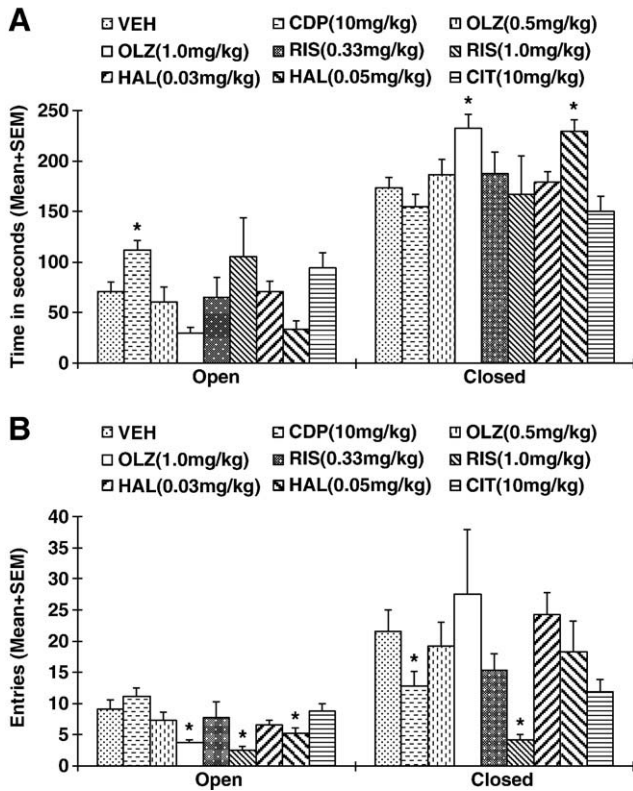 A
VEH CDP(10mg/kg) OLZ(0.5mg/kg)
OLZ(1.0mg/kg) RIS(0.33mg/kg) RIS(1.0mg/kg)
HAL(0.03mg/kg) HAL(0.05mg/kg) CIT(10mg/kg)
Time in seconds (Mean+SEM)
250
200
150
100
50
0
* * *
Open Closed
B
VEH CDP(10mg/kg) OLZ(0.5mg/kg)
OLZ(1.0mg/kg) RIS(0.33mg/kg) RIS(1.0mg/kg)
HAL(0.03mg/kg) HAL(0.05mg/kg) CIT(10mg/kg)
Entries (Mean+SEM)
40
35
30
25
20
15
10
5
0
* * * * *
Open Closed